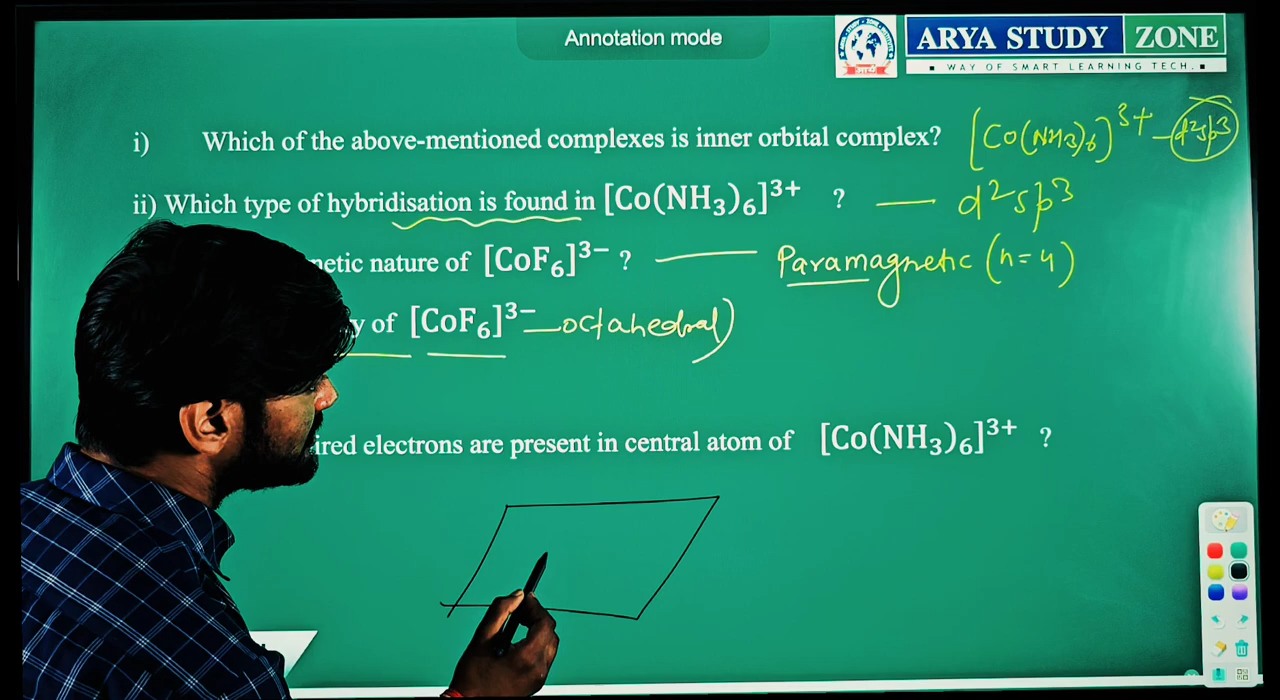 Annotation mode
ARYA STUDY ZONE
WAY OF SMART LEARNING TECH.
i) Which of the above-mentioned complexes is inner orbital complex? [Co(NH3)6]³⁺ – d²sp³
ii) Which type of hybridisation is found in [Co(NH₃)₆]³⁺ ? — d²sp³
netic nature of [CoF₆]³⁻ ? — Paramagnetic (n=4)
y of [CoF₆]³⁻ — octahedral)
ired electrons are present in central atom of [Co(NH₃)₆]³⁺ ?